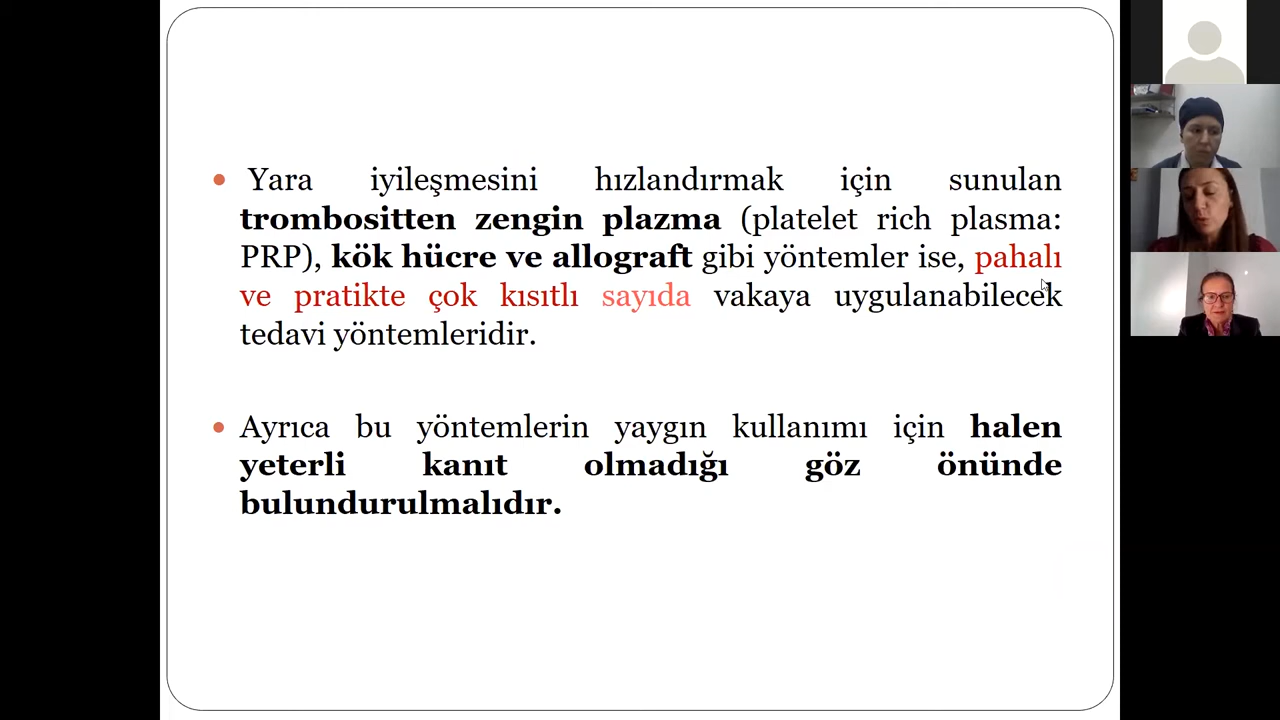 Yara iyileşmesini hızlandırmak için sunulan
trombositten zengin plazma (platelet rich plasma:
PRP), kök hücre ve allograft gibi yöntemler ise, pahalı
ve pratikte çok kısıtlı sayıda vakaya uygulanabilecek
tedavi yöntemleridir.
Ayrıca bu yöntemlerin yaygın kullanımı için halen
yeterli kanıt olmadığı göz önünde
bulundurulmalıdır.